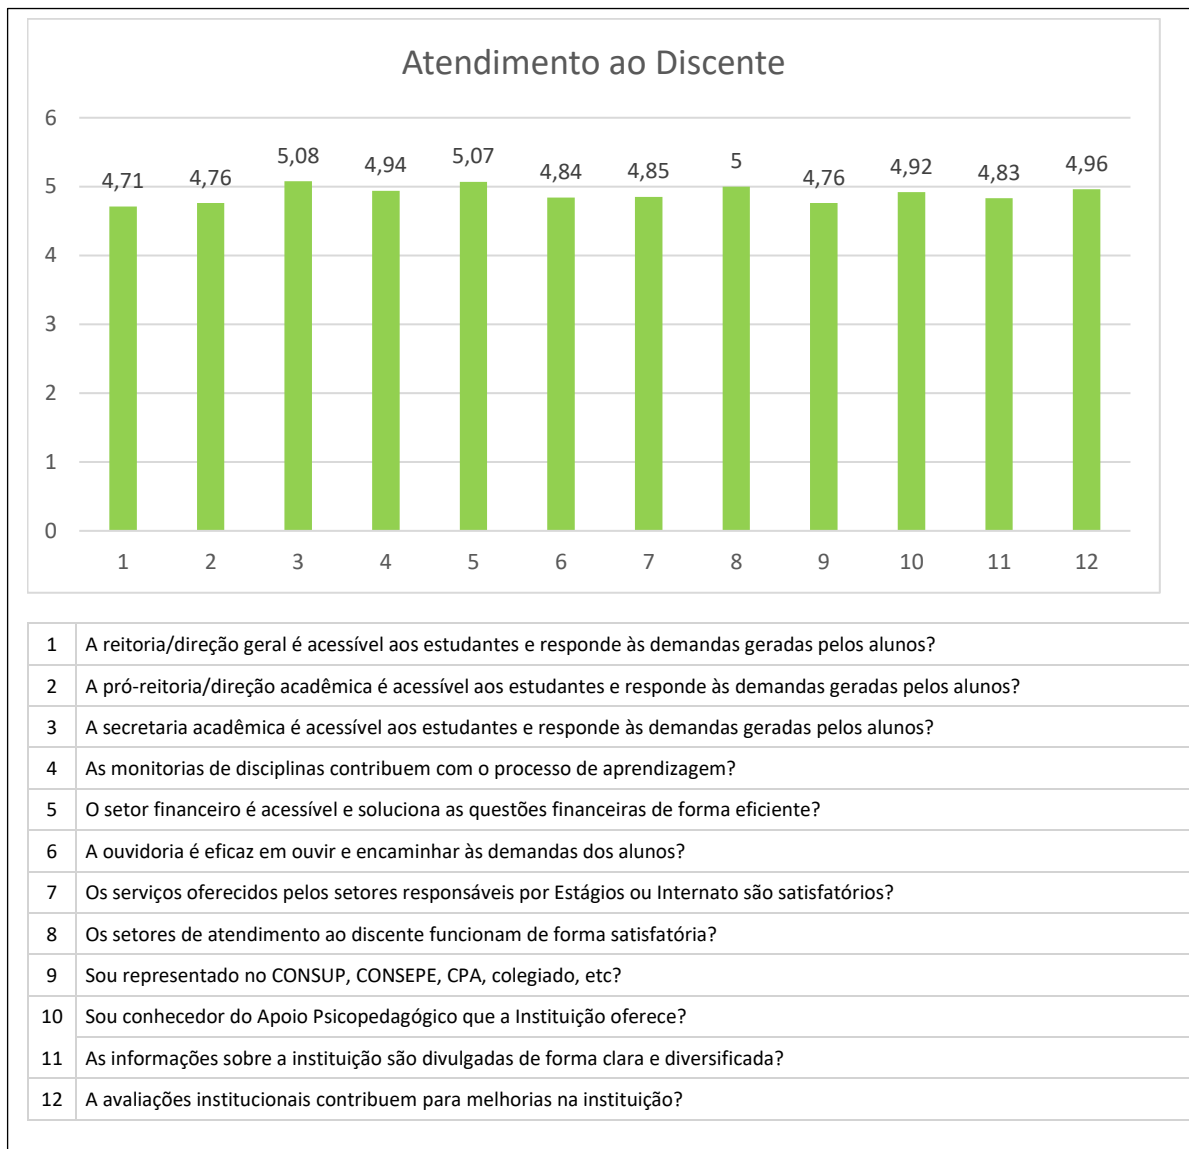 Atendimento ao Discente
6
5
4
3
2
1
0
4,71 4,76 5,08 4,94 5,07 4,84 4,85 5 4,76 4,92 4,83 4,96
1 2 3 4 5 6 7 8 9 10 11 12
1 A reitoria/direção geral é acessível aos estudantes e responde às demandas geradas pelos alunos?
2 A pró-reitoria/direção acadêmica é acessível aos estudantes e responde às demandas geradas pelos alunos?
3 A secretaria acadêmica é acessível aos estudantes e responde às demandas geradas pelos alunos?
4 As monitorias de disciplinas contribuem com o processo de aprendizagem?
5 O setor financeiro é acessível e soluciona as questões financeiras de forma eficiente?
6 A ouvidoria é eficaz em ouvir e encaminhar às demandas dos alunos?
7 Os serviços oferecidos pelos setores responsáveis por Estágios ou Internato são satisfatórios?
8 Os setores de atendimento ao discente funcionam de forma satisfatória?
9 Sou representado no CONSUP, CONSEPE, CPA, colegiado, etc?
10 Sou conhecedor do Apoio Psicopedagógico que a Instituição oferece?
11 As informações sobre a instituição são divulgadas de forma clara e diversificada?
12 A avaliações institucionais contribuem para melhorias na instituição?